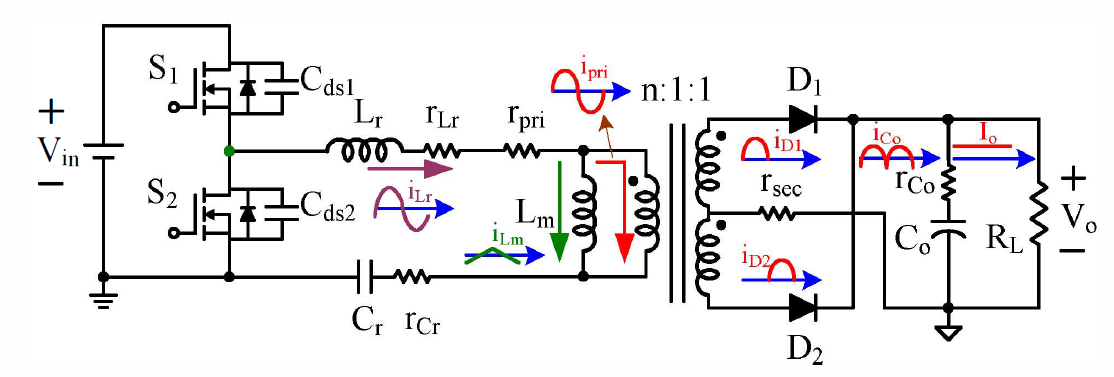 S1
Cds1
+
Vin
−
S2
Cds2
Lr
rLr
rpri
ipri
n:1:1
iLr
Lm
iLm
Cr
rCr
D1
iD1
rsec
iD2
D2
iCo
Io
rCo
Co
RL
+
Vo
−